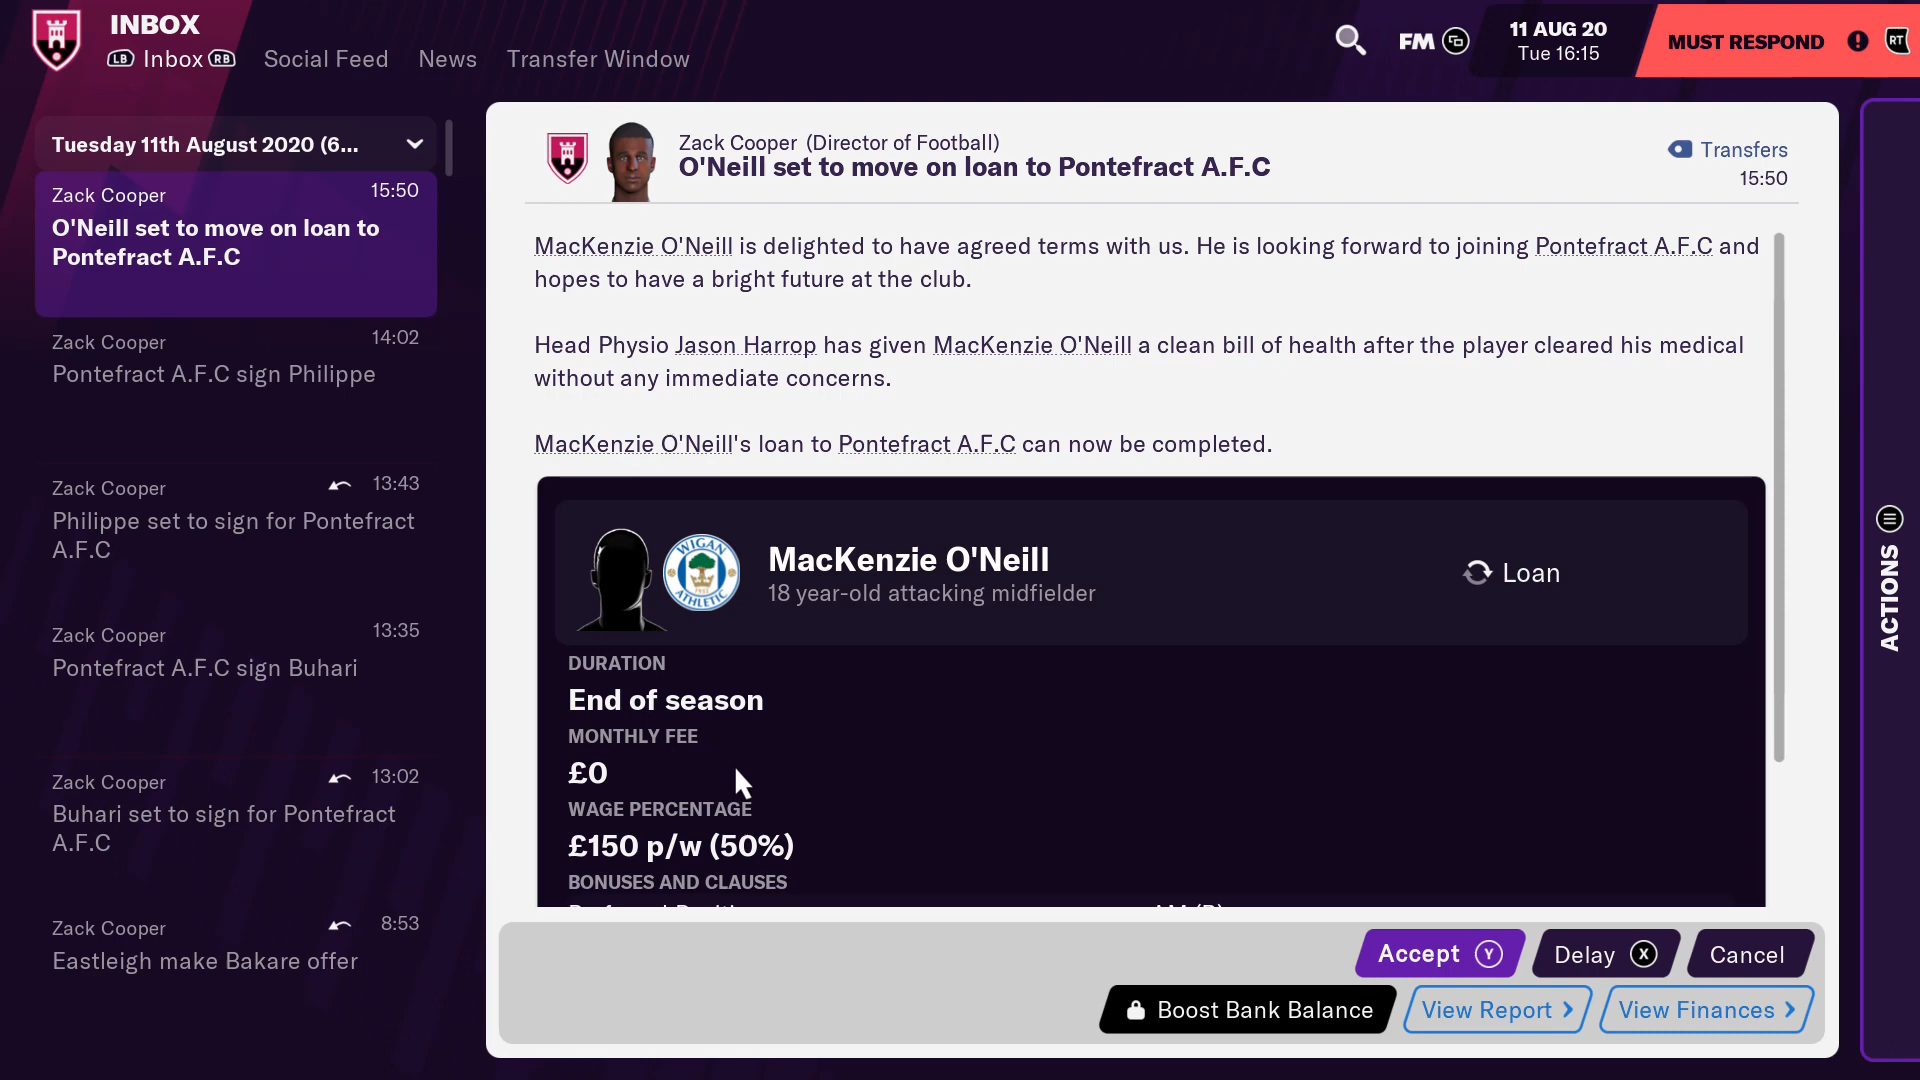 INBOX
LB Inbox RB
Social Feed
News
Transfer Window
FM
11 AUG 20
Tue 16:15
MUST RESPOND
RT
Tuesday 11th August 2020 (6...
Zack Cooper
15:50
O'Neill set to move on loan to
Pontefract A.F.C
Zack Cooper
14:02
Pontefract A.F.C sign Philippe
Zack Cooper
13:43
Philippe set to sign for Pontefract
A.F.C
Zack Cooper
13:35
Pontefract A.F.C sign Buhari
Zack Cooper
13:02
Buhari set to sign for Pontefract
A.F.C
Zack Cooper
8:53
Eastleigh make Bakare offer
Zack Cooper (Director of Football)
O'Neill set to move on loan to Pontefract A.F.C
Transfers
15:50
MacKenzie O'Neill is delighted to have agreed terms with us. He is looking forward to joining Pontefract A.F.C and
hopes to have a bright future at the club.
Head Physio Jason Harrop has given MacKenzie O'Neill a clean bill of health after the player cleared his medical
without any immediate concerns.
MacKenzie O'Neill's loan to Pontefract A.F.C can now be completed.
WIGAN
ATHLETIC
MacKenzie O'Neill
18 year-old attacking midfielder
Loan
DURATION
End of season
MONTHLY FEE
£0
WAGE PERCENTAGE
£150 p/w (50%)
BONUSES AND CLAUSES
Accept Y
Delay X
Cancel
Boost Bank Balance
View Report
View Finances
ACTIONS